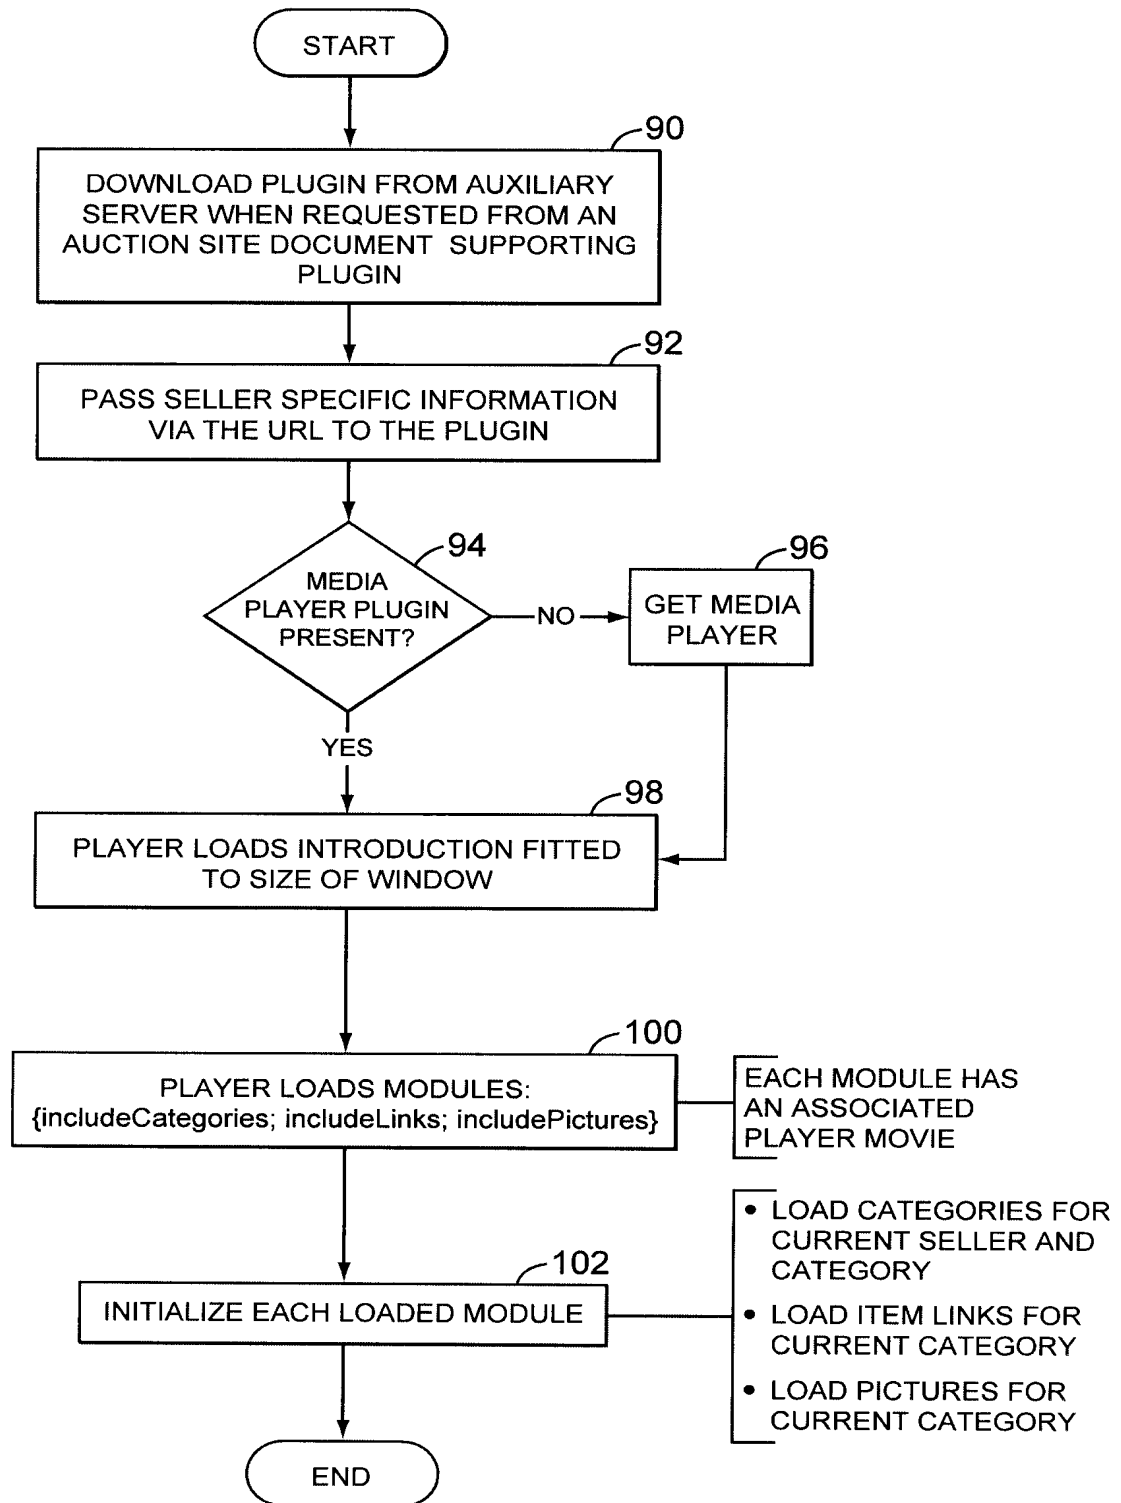 START
90
DOWNLOAD PLUGIN FROM AUXILIARY
SERVER WHEN REQUESTED FROM AN
AUCTION SITE DOCUMENT SUPPORTING
PLUGIN
92
PASS SELLER SPECIFIC INFORMATION
VIA THE URL TO THE PLUGIN
94
MEDIA
PLAYER PLUGIN
PRESENT?
NO
96
GET MEDIA
PLAYER
YES
98
PLAYER LOADS INTRODUCTION FITTED
TO SIZE OF WINDOW
100
PLAYER LOADS MODULES:
{includeCategories; includeLinks; includePictures}
EACH MODULE HAS
AN ASSOCIATED
PLAYER MOVIE
102
INITIALIZE EACH LOADED MODULE
• LOAD CATEGORIES FOR
CURRENT SELLER AND
CATEGORY
• LOAD ITEM LINKS FOR
CURRENT CATEGORY
• LOAD PICTURES FOR
CURRENT CATEGORY
END